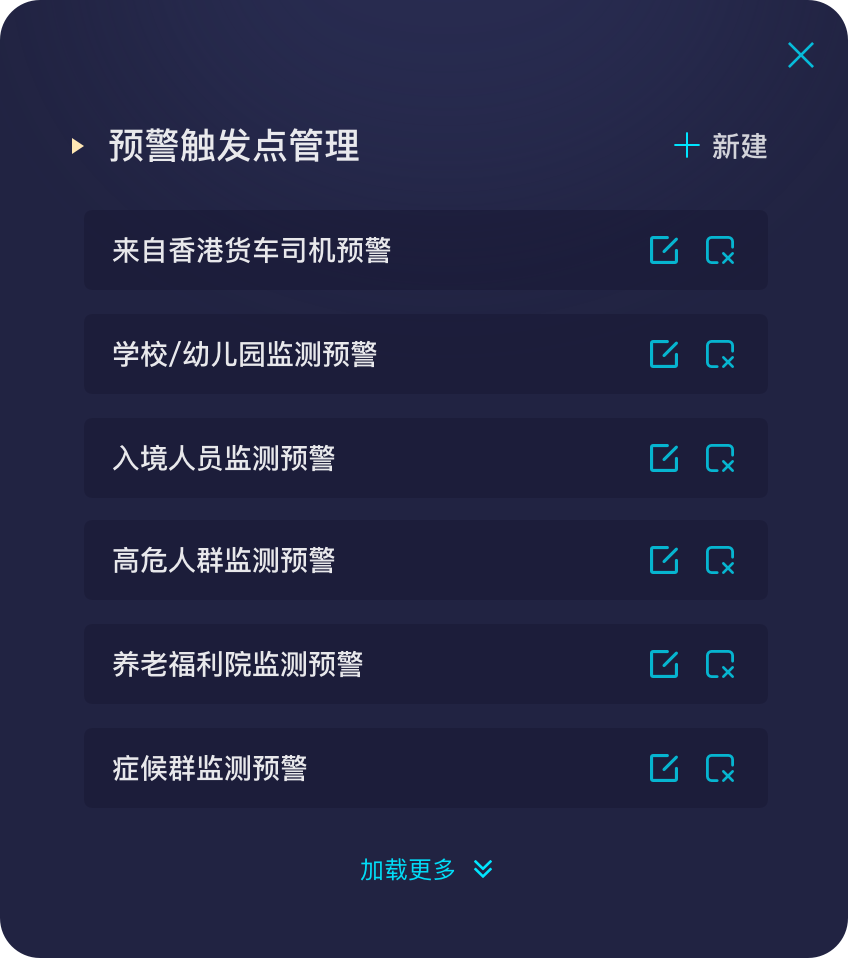 预警触发点管理
新建
来自香港货车司机预警
学校/幼儿园监测预警
入境人员监测预警
高危人群监测预警
养老福利院监测预警
症候群监测预警
加载更多